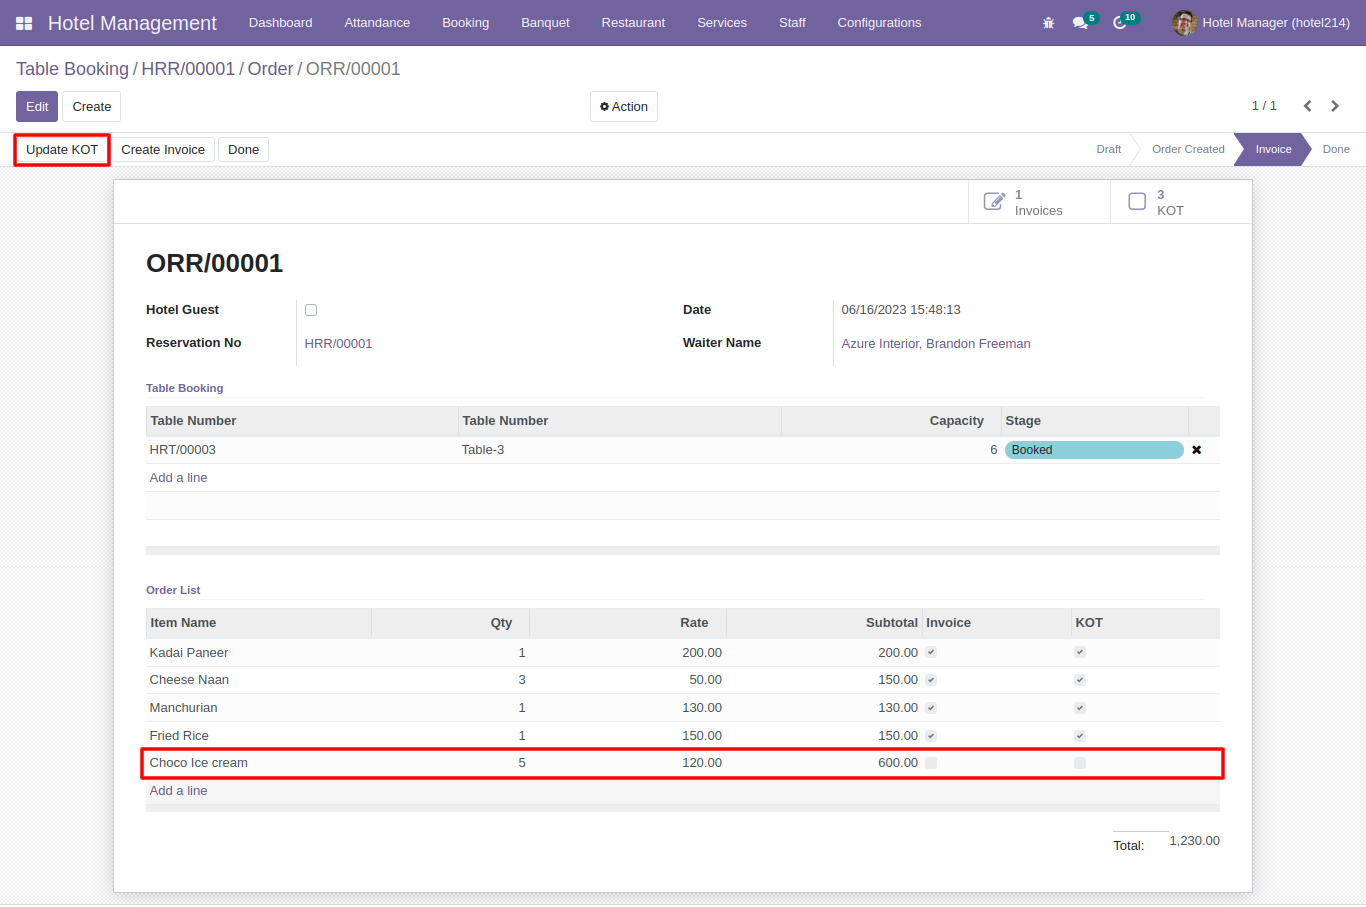 Hotel Management Dashboard Attendance Booking Banquet Restaurant Services Staff Configurations 5 10 Hotel Manager (hotel214)
Table Booking / HRR/00001 / Order / ORR/00001
Edit Create Action 1 / 1
Update KOT Create Invoice Done Draft Order Created Invoice Done
1 3
Invoices KOT
ORR/00001
Hotel Guest Date 06/16/2023 15:48:13
Reservation No HRR/00001 Waiter Name Azure Interior, Brandon Freeman
Table Booking
Table Number Table Number Capacity Stage
HRT/00003 Table-3 6 Booked
Add a line
Order List
Item Name Qty Rate Subtotal Invoice KOT
Kadai Paneer 1 200.00 200.00
Cheese Naan 3 50.00 150.00
Manchurian 1 130.00 130.00
Fried Rice 1 150.00 150.00
Choco Ice cream 5 120.00 600.00
Add a line
Total: 1,230.00